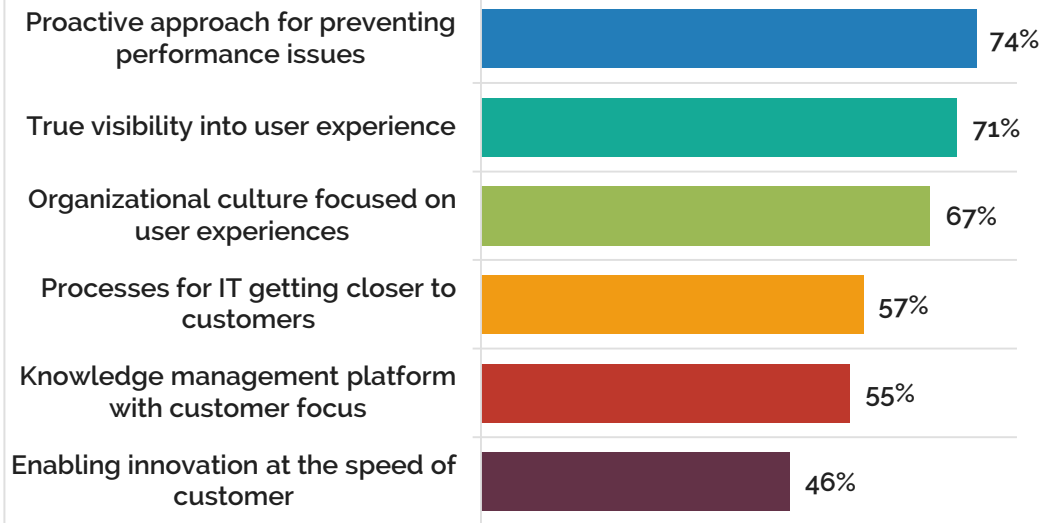 Proactive approach for preventing
performance issues
74%
True visibility into user experience
71%
Organizational culture focused on
user experiences
67%
Processes for IT getting closer to
customers
57%
Knowledge management platform
with customer focus
55%
Enabling innovation at the speed of
customer
46%